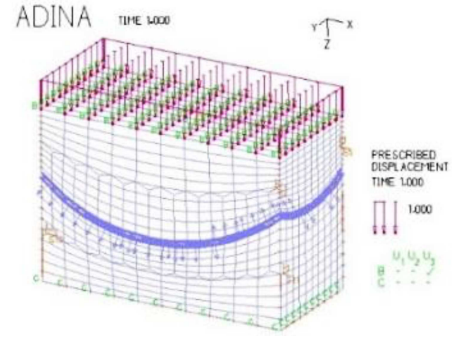 ADINA
TIME 1.000
Y X
Z
PRESCRIBED
DISPLACEMENT
TIME 1.000
1.000
U1 U2 U3
B - - ✓
C - - -
B
C C C C C C C C C